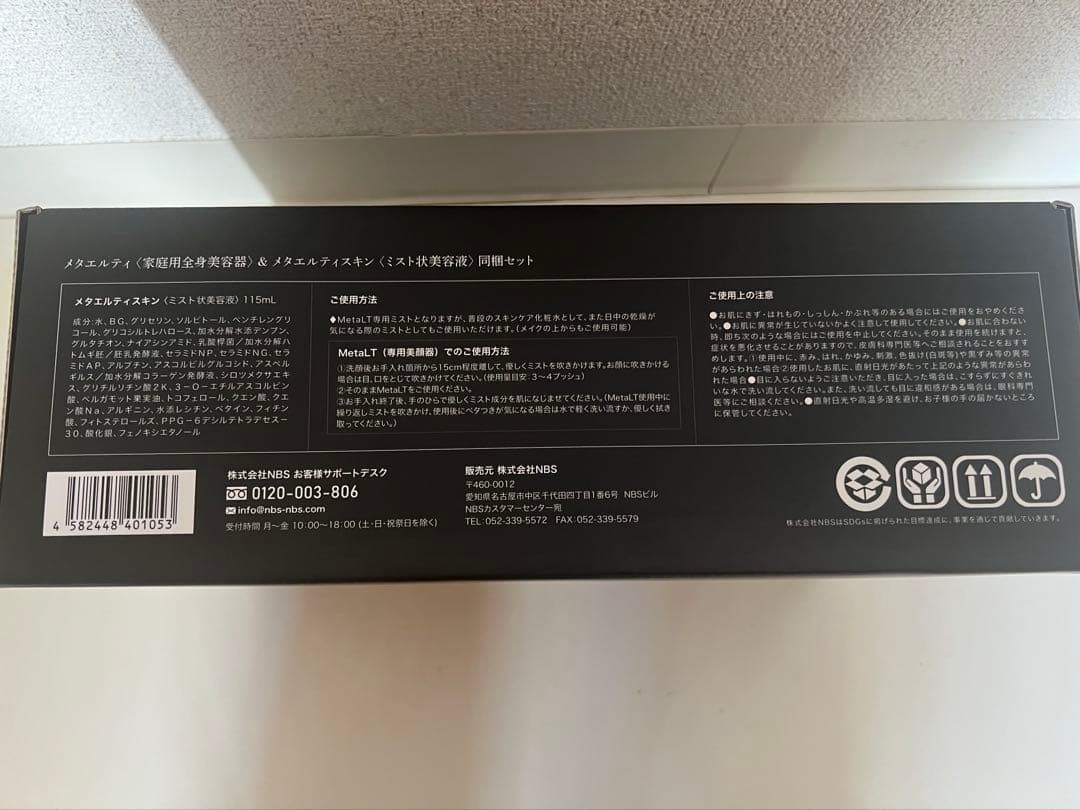 メタエルティ〈家庭用全身美容器〉& メタエルティスキン〈ミスト状美容液〉同梱セット
メタエルティスキン〈ミスト状美容液〉115mL
成分:水、BG、グリセリン、ソルビトール、ペンチレングリ
コール、グリコシルトレハロース、加水分解水添デンプン、
グルタチオン、ナイアシンアミド、乳酸桿菌/加水分解ハ
トムギ胚/胚乳発酵液、セラミドNP、セラミドNG、セラ
ミドAP、アルブチン、アスコルビルグルコシド、アスペル
ギルス/加水分解コラーゲン発酵液、シロツメクサエキ
ス、グリチルリチン酸2K、3-O-エチルアスコルビン
酸、ベルガモット果実油、トコフェロール、クエン酸、クエ
ン酸Na、アルギニン、水添レシチン、ベタイン、フィチン
酸、フィトステロールズ、PPG-6デシルテトラデセス-
30、酸化銀、フェノキシエタノール
ご使用方法
♦MetaLT専用ミストとなりますが、普段のスキンケア化粧水として、また日中の乾燥が
気になる際のミストとしてもご使用いただけます。(メイクの上からもご使用可能)
MetaLT(専用美顔器)でのご使用方法
①洗顔後お手入れ箇所から15cm程度離して、優しくミストを吹きかけます。お顔に吹きかける
場合は目、口をとじて吹きかけてください。(使用量目安:3〜4プッシュ)
②そのままMetaLTをご使用ください。
③お手入れ終了後、手のひらで優しくミスト成分を肌になじませてください。(MetaLT使用中に
繰り返しミストを吹きかけ、使用後にベタつきが気になる場合は水で軽く洗い流すか、優しく拭き
取ってください。)
ご使用上の注意
●お肌にきず・はれもの・しっしん・かぶれ等のある場合にはご使用をおやめくださ
い。●お肌に異常が生じていないかよく注意して使用してください。●お肌に合わない
時、即ち次のような場合にはご使用を中止してください。そのまま使用を続けますと、
症状を悪化させることがありますので、皮膚科専門医等へご相談されることをおすす
めします。①使用中に、赤み、はれ、かゆみ、刺激、色抜け(白斑等)や黒ずみ等の異常
があらわれた場合②使用したお肌に、直射日光があたって上記のような異常があらわ
れた場合●目に入らないようご注意いただき、目に入った場合は、こすらずにすぐきれ
いな水で洗い流してください。また、洗い流しても目に違和感がある場合は、眼科専門
医等にご相談ください。●直射日光や高温多湿を避け、お子様の手の届かないところ
に保管してください。
4 582448 401053
株式会社NBS お客様サポートデスク
0120-003-806
info@nbs-nbs.com
受付時間 月〜金 10:00〜18:00(土・日・祝祭日を除く)
販売元 株式会社NBS
〒460-0012
愛知県名古屋市中区千代田四丁目1番6号 NBSビル
NBSカスタマーセンター宛
TEL:052-339-5572 FAX:052-339-5579
株式会社NBSはSDGsに掲げられた目標達成に、事業を通じて貢献していきます。